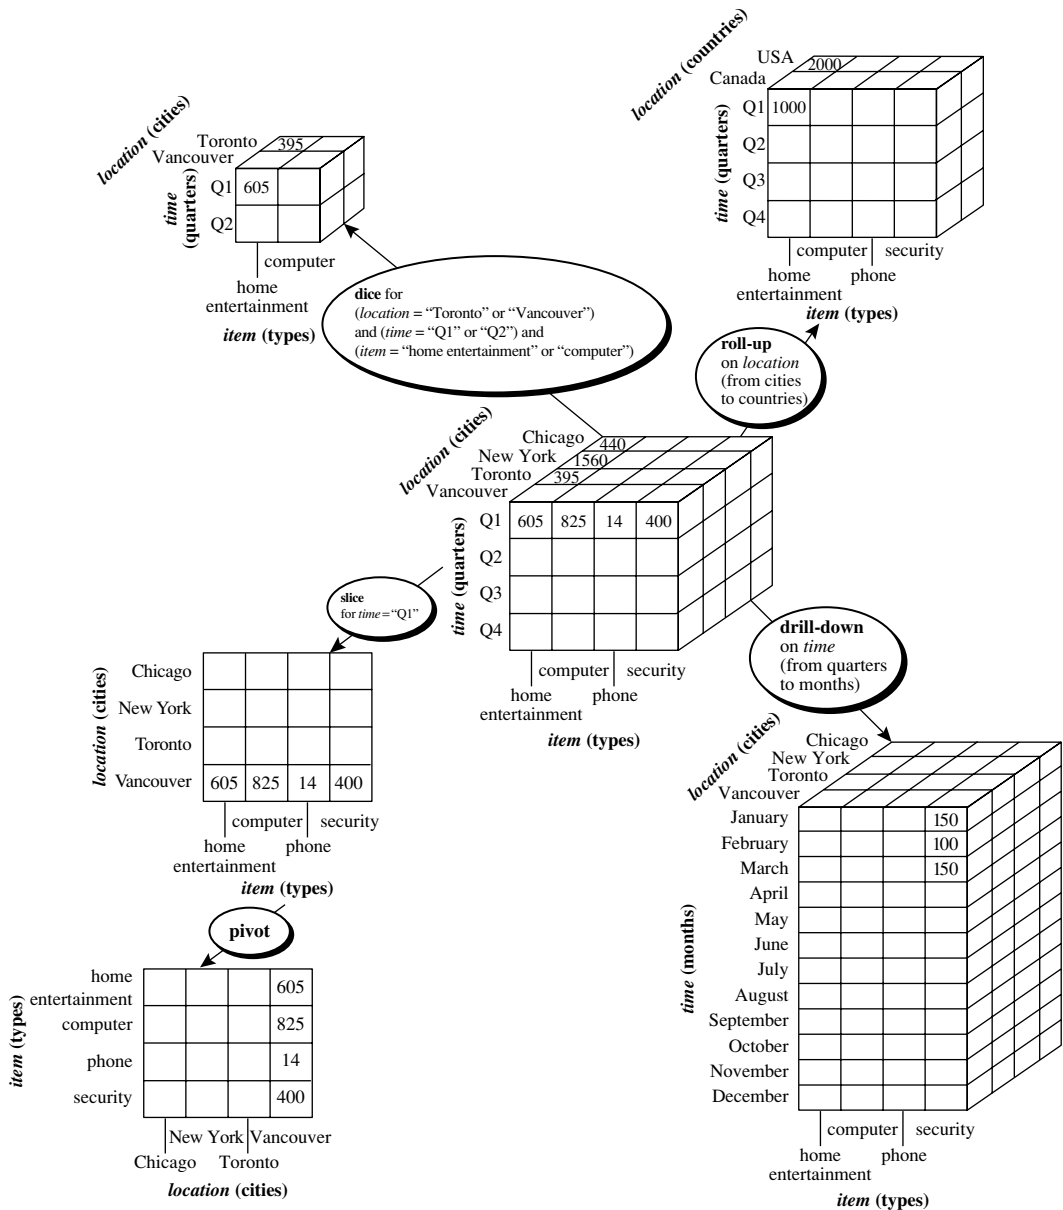 location (countries)
USA
2000
Canada
time (quarters)
Q1 1000
Q2
Q3
Q4
computer security
home entertainment
phone
item (types)
location (cities)
Toronto
395
Vancouver
time (quarters)
Q1 605
Q2
computer
home entertainment
item (types)
dice for
(location = “Toronto” or “Vancouver”)
and (time = “Q1” or “Q2”) and
(item = “home entertainment” or “computer”)
roll-up
on location
(from cities
to countries)
location (cities)
Chicago 440
New York 1560
Toronto 395
Vancouver
time (quarters)
Q1 605 825 14 400
Q2
Q3
Q4
computer security
home entertainment
phone
item (types)
slice
for time = “Q1”
drill-down
on time
(from quarters
to months)
location (cities)
Chicago
New York
Toronto
Vancouver 605 825 14 400
computer security
home entertainment
phone
item (types)
pivot
item (types)
home entertainment 605
computer 825
phone 14
security 400
New York Vancouver
Chicago Toronto
location (cities)
location (cities)
Chicago
New York
Toronto
Vancouver
time (months)
January 150
February 100
March 150
April
May
June
July
August
September
October
November
December
computer security
home entertainment
phone
item (types)